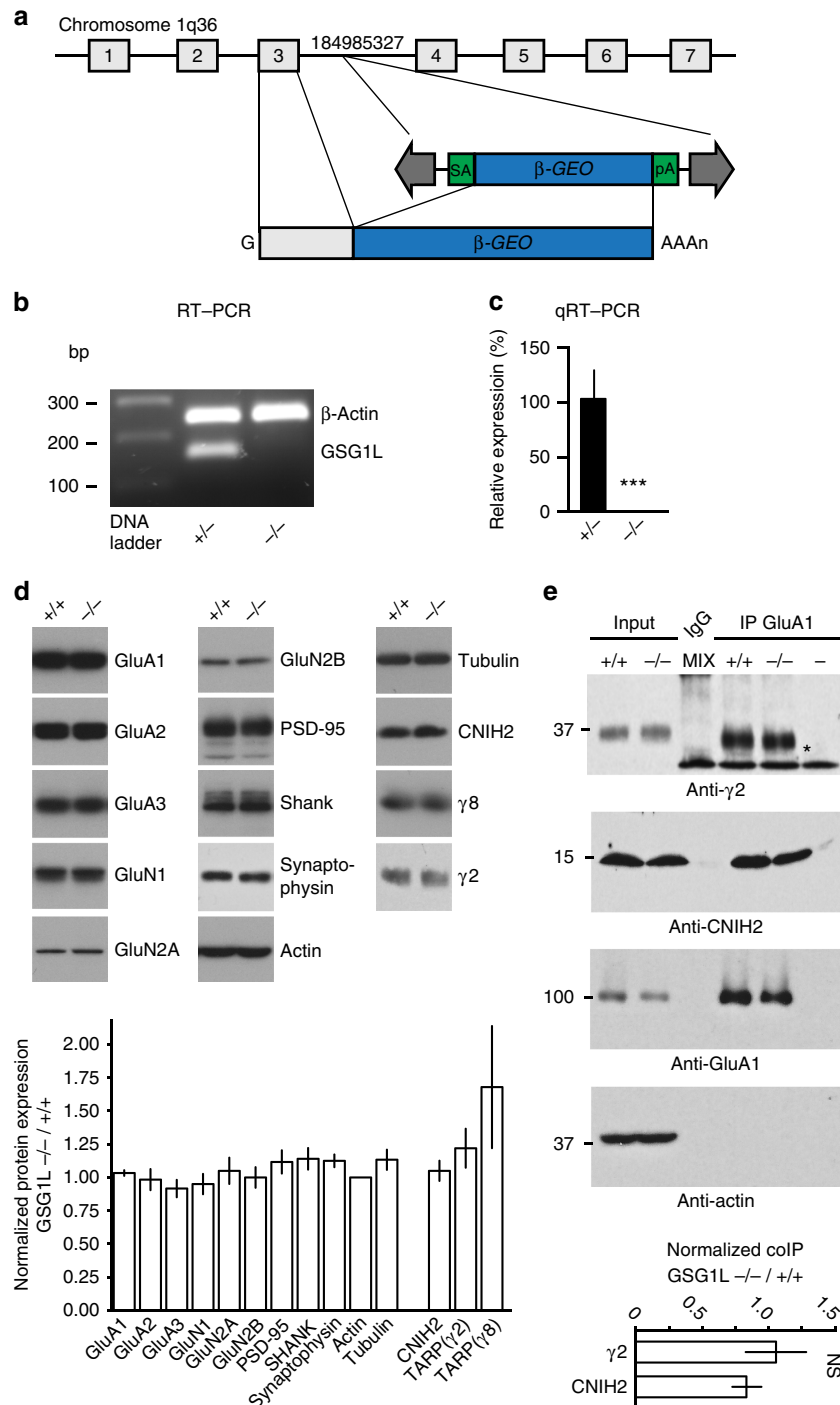 a
Chromosome 1q36
184985327
1 2 3 4 5 6 7
SA β-GEO pA
G β-GEO AAAn
b
RT–PCR
bp
300
200
100
β-Actin
GSG1L
DNA
ladder
+/–
–/–
c
qRT–PCR
Relative expressioin (%)
150
100
50
0
***
+/–
–/–
d
+/+ –/– +/+ –/– +/+ –/–
GluA1 GluN2B Tubulin
GluA2 PSD-95 CNIH2
GluA3 Shank γ8
GluN1 Synapto-
physin γ2
GluN2A Actin
Normalized protein expression
GSG1L –/– / +/+
2.00
1.75
1.50
1.25
1.00
0.75
0.50
0.25
0.00
GluA1
GluA2
GluA3
GluN1
GluN2A
GluN2B
PSD-95
SHANK
Synaptophysin
Actin
Tubulin
CNIH2
TARP(γ2)
TARP(γ8)
e
Input IgG IP GluA1
+/+ –/– MIX +/+ –/– –
37
*
Anti-γ2
15
Anti-CNIH2
100
Anti-GluA1
37
Anti-actin
Normalized coIP
GSG1L –/– / +/+
0 0.5 1.0 1.5
γ2
CNIH2
NS